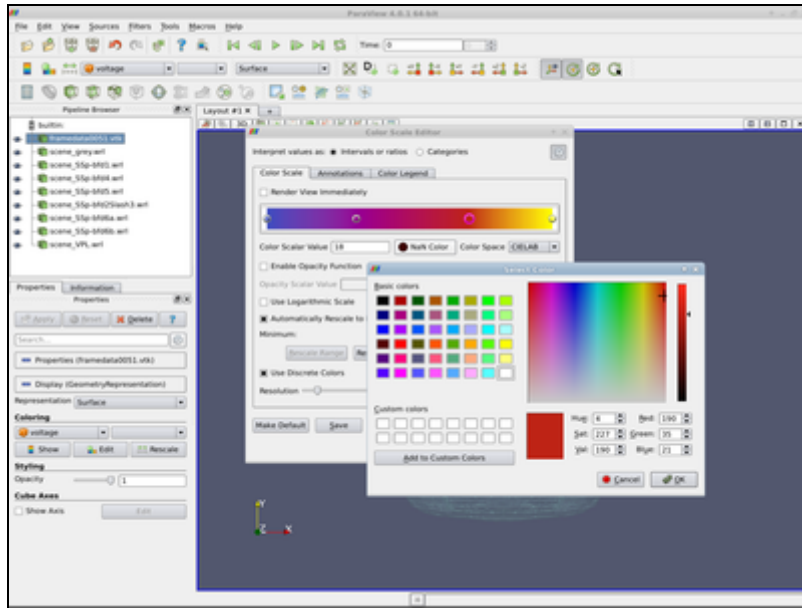 ParaView 4.0.1 64-bit
File Edit View Sources Filters Tools Macros Help
Time: 0
voltage Surface
Pipeline Browser
Layout #1
builtin:
framedata0051.vtk
scene_grey.wrl
scene_SSp-bfd1.wrl
scene_SSp-bfd4.wrl
scene_SSp-bfd5.wrl
scene_SSp-bfd2Slash3.wrl
scene_SSp-bfd6a.wrl
scene_SSp-bfd6b.wrl
scene_VPL.wrl
Properties Information
Properties
Apply Reset Delete ?
Search...
Properties (framedata0051.vtk)
Display (GeometryRepresentation)
Representation Surface
Coloring
voltage
Show Edit Rescale
Styling
Opacity 1
Cube Axes
Show Axis Edit
Color Scale Editor
Interpret values as: Intervals or ratios Categories
Color Scale Annotations Color Legend
Render View Immediately
Color Scalar Value 18 NaN Color Color Space CIELAB
Enable Opacity Function
Opacity Scalar Value
Use Logarithmic Scale
Automatically Rescale to
Minimum:
Rescale Range
Use Discrete Colors
Resolution
Make Default Save
Select Color
Basic colors
Custom colors
Add to Custom Colors
Hue: 4 Red: 190
Sat: 227 Green: 35
Val: 190 Blue: 21
Cancel OK
Y
Z X